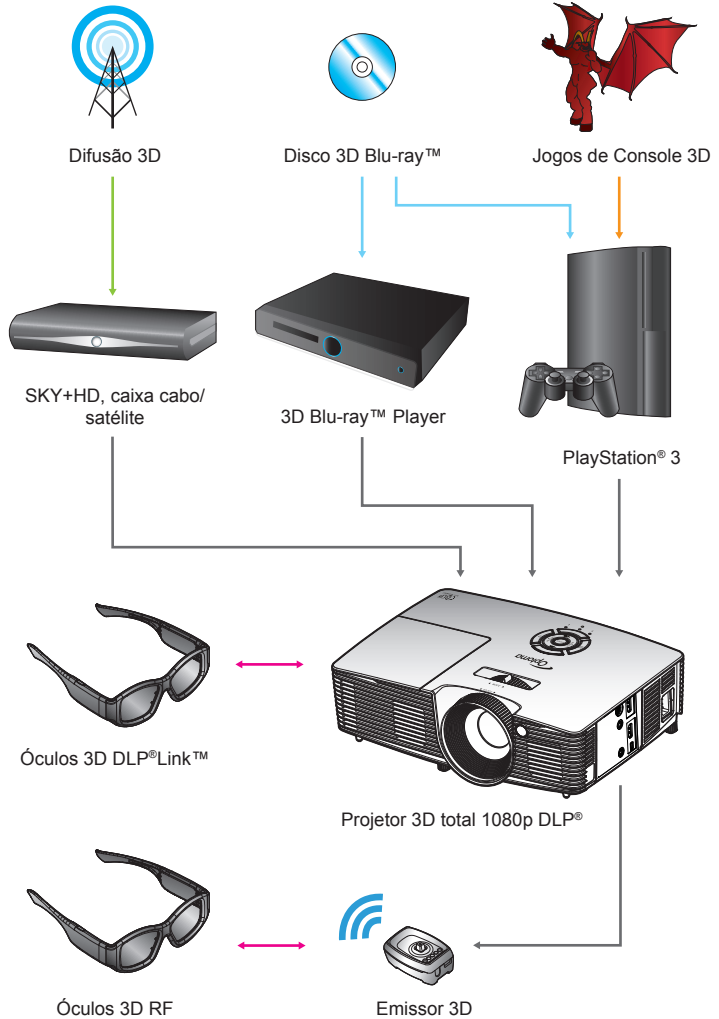 Difusão 3D
Disco 3D Blu-ray™
Jogos de Console 3D
SKY+HD, caixa cabo/
satélite
3D Blu-ray™ Player
PlayStation® 3
Óculos 3D DLP®Link™
Optoma
Projetor 3D total 1080p DLP®
Óculos 3D RF
Emissor 3D